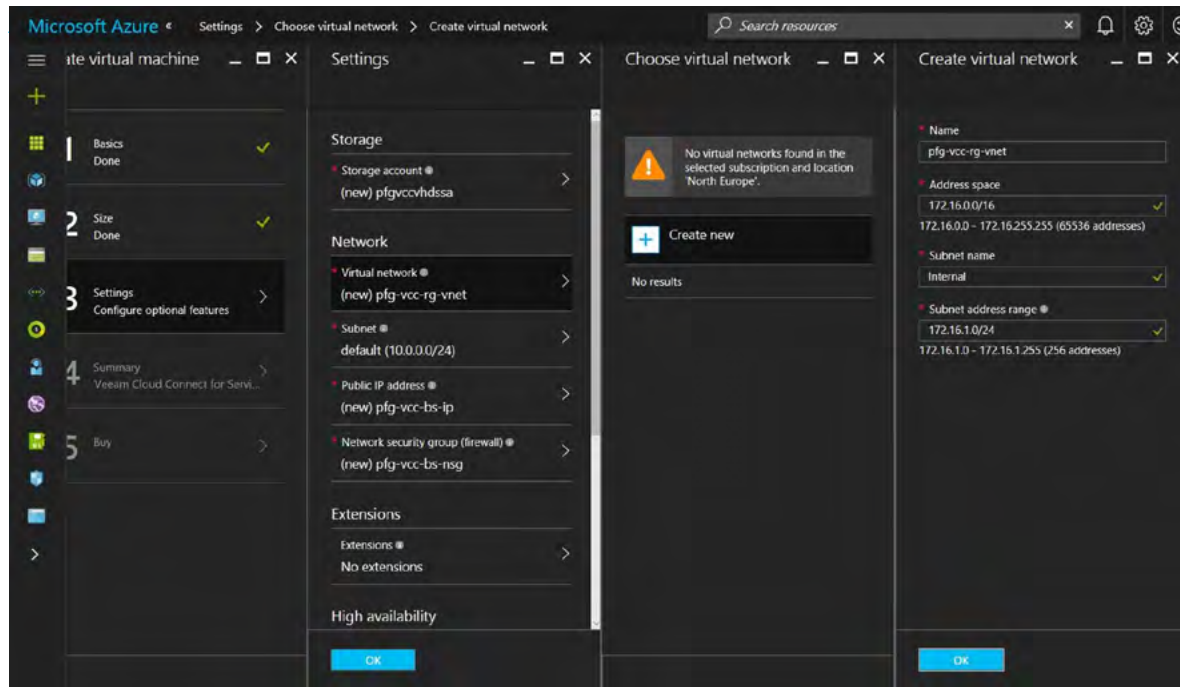 Microsoft Azure « Settings > Choose virtual network > Create virtual network
Search resources
ate virtual machine
1
Basics
Done
2
Size
Done
3
Settings
Configure optional features
4
Summary
Veeam Cloud Connect for Servi...
5
Buy
Settings
Storage
* Storage account
(new) pfgvccvhdssa
Network
* Virtual network
(new) pfg-vcc-rg-vnet
* Subnet
default (10.0.0.0/24)
* Public IP address
(new) pfg-vcc-bs-ip
* Network security group (firewall)
(new) pfg-vcc-bs-nsg
Extensions
Extensions
No extensions
High availability
OK
Choose virtual network
No virtual networks found in the
selected subscription and location
'North Europe'.
Create new
No results
Create virtual network
* Name
pfg-vcc-rg-vnet
* Address space
172.16.0.0/16
172.16.0.0 - 172.16.255.255 (65536 addresses)
* Subnet name
Internal
* Subnet address range
172.16.1.0/24
172.16.1.0 - 172.16.1.255 (256 addresses)
OK